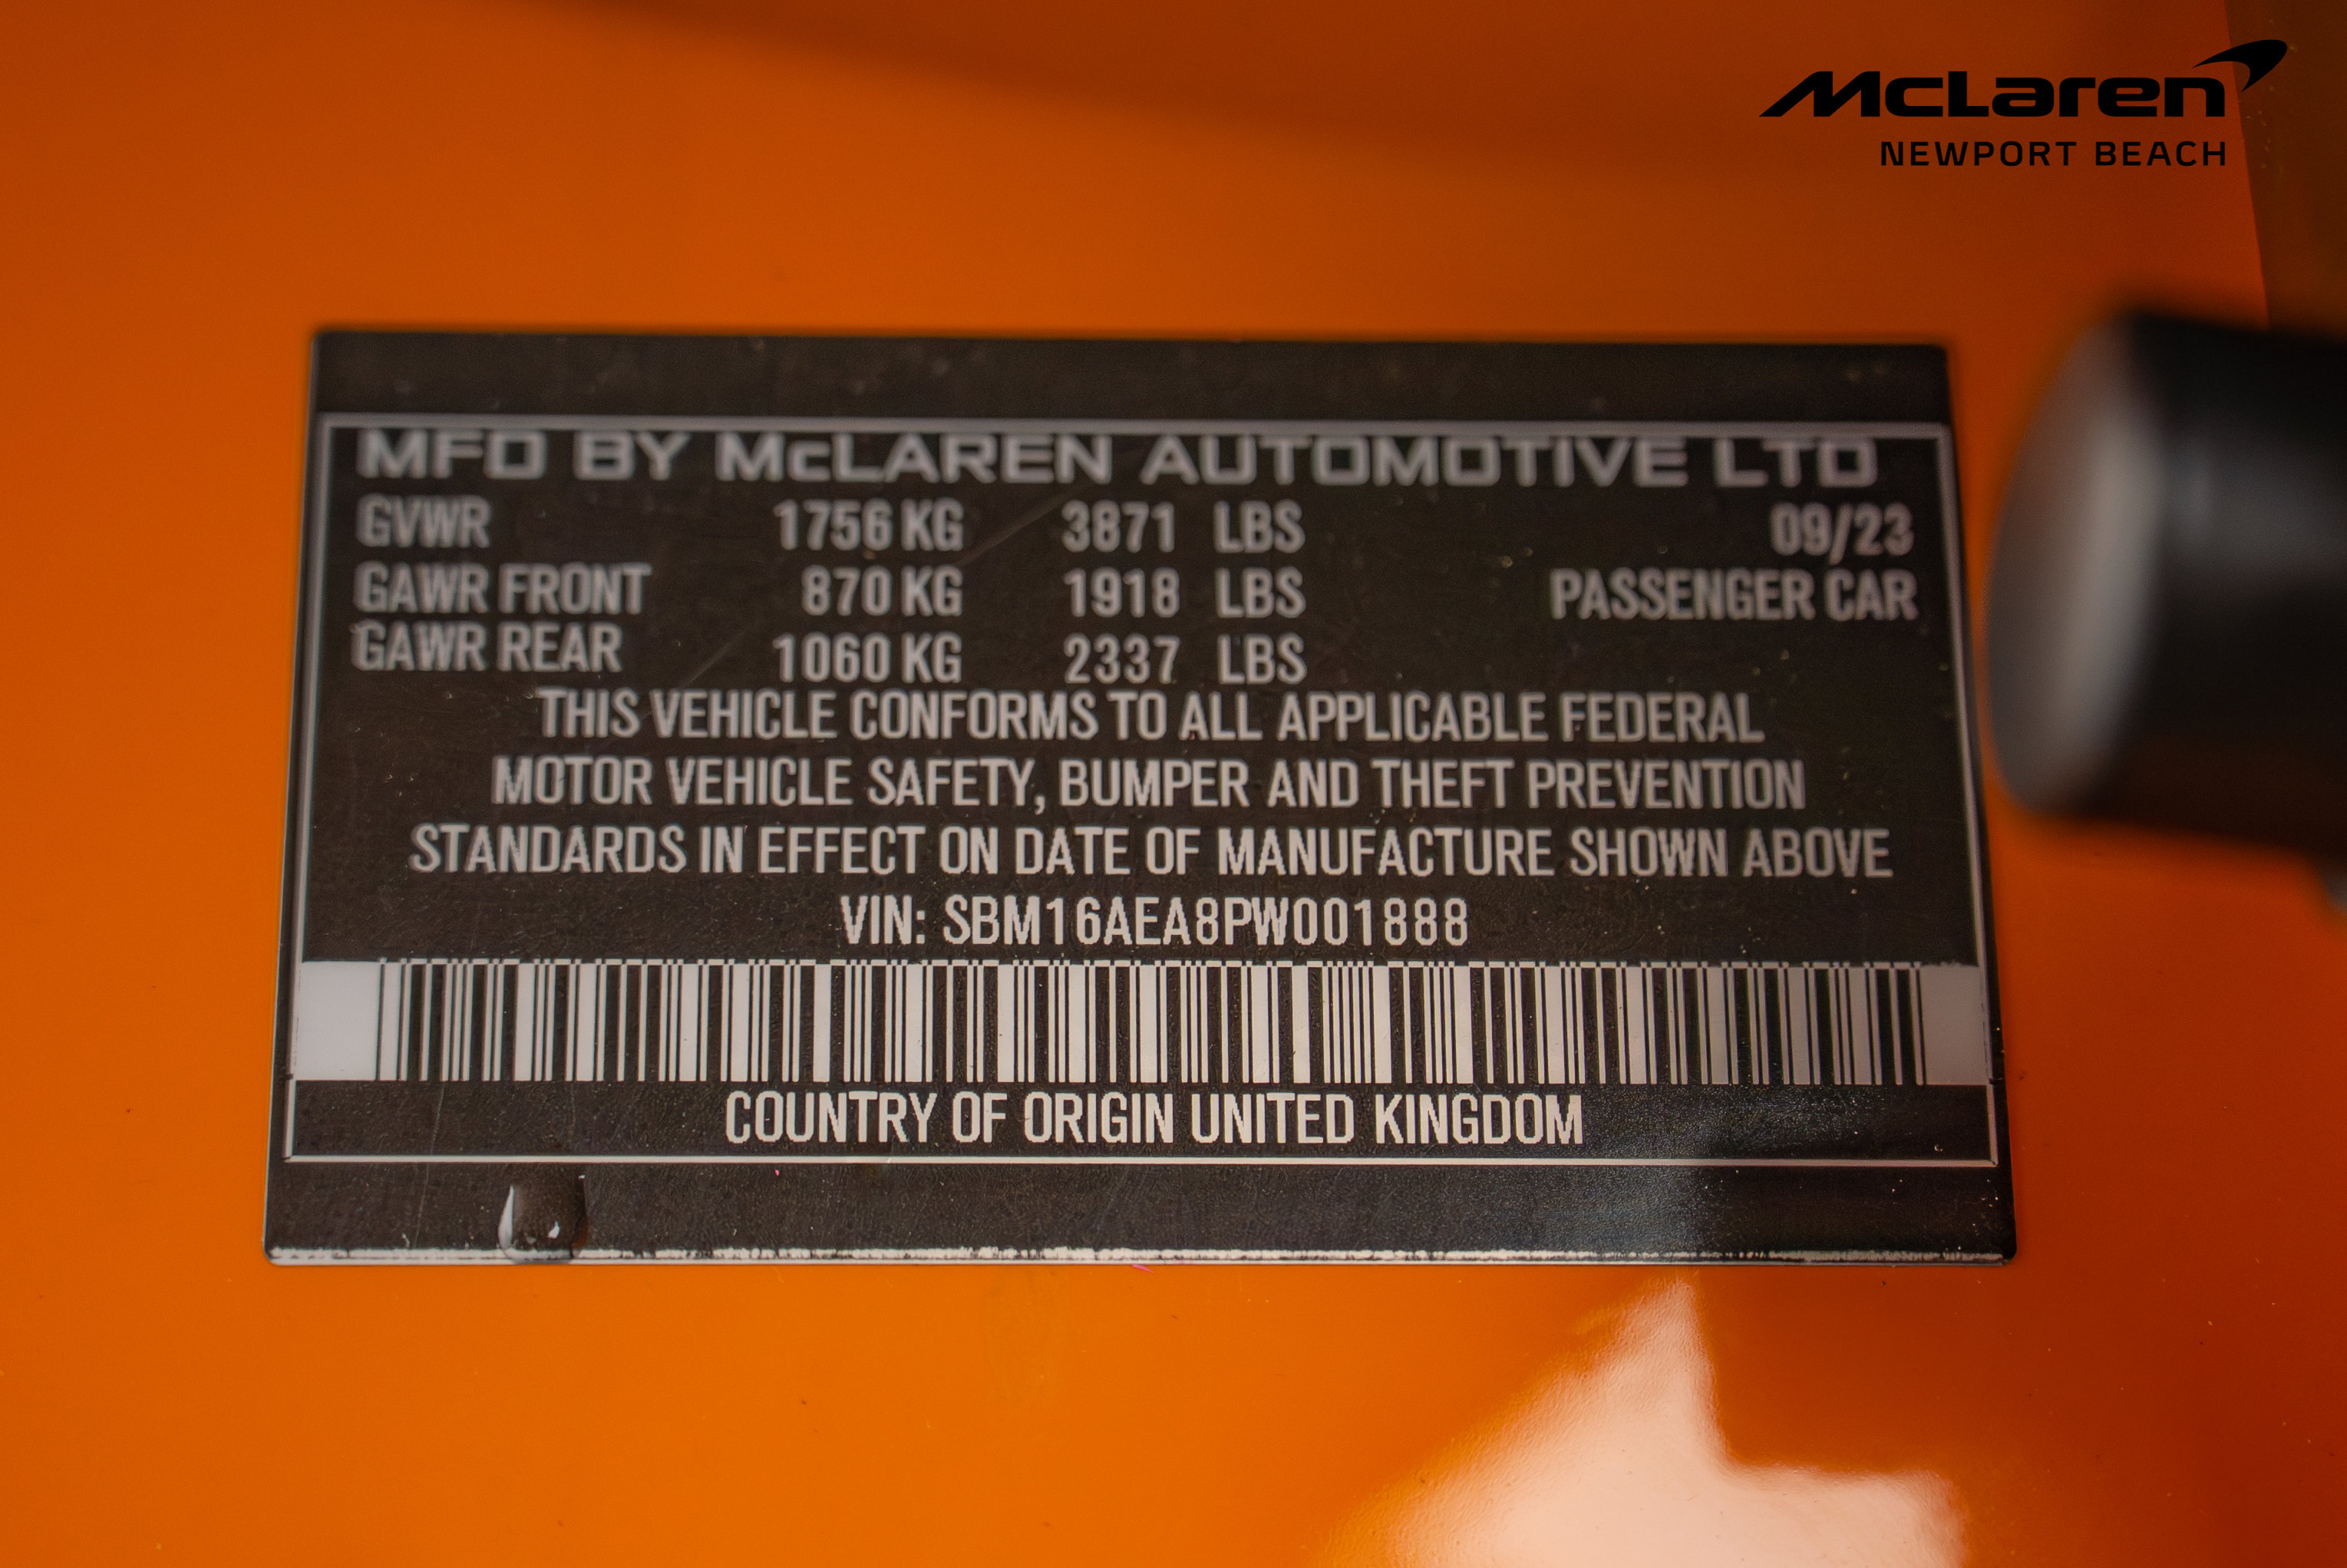 McLaren
NEWPORT BEACH
MFD BY McLAREN AUTOMOTIVE LTD
GVWR 1756 KG 3871 LBS 09/23
GAWR FRONT 870 KG 1918 LBS PASSENGER CAR
GAWR REAR 1060 KG 2337 LBS
THIS VEHICLE CONFORMS TO ALL APPLICABLE FEDERAL
MOTOR VEHICLE SAFETY, BUMPER AND THEFT PREVENTION
STANDARDS IN EFFECT ON DATE OF MANUFACTURE SHOWN ABOVE
VIN: SBM16AEA8PW001888
COUNTRY OF ORIGIN UNITED KINGDOM